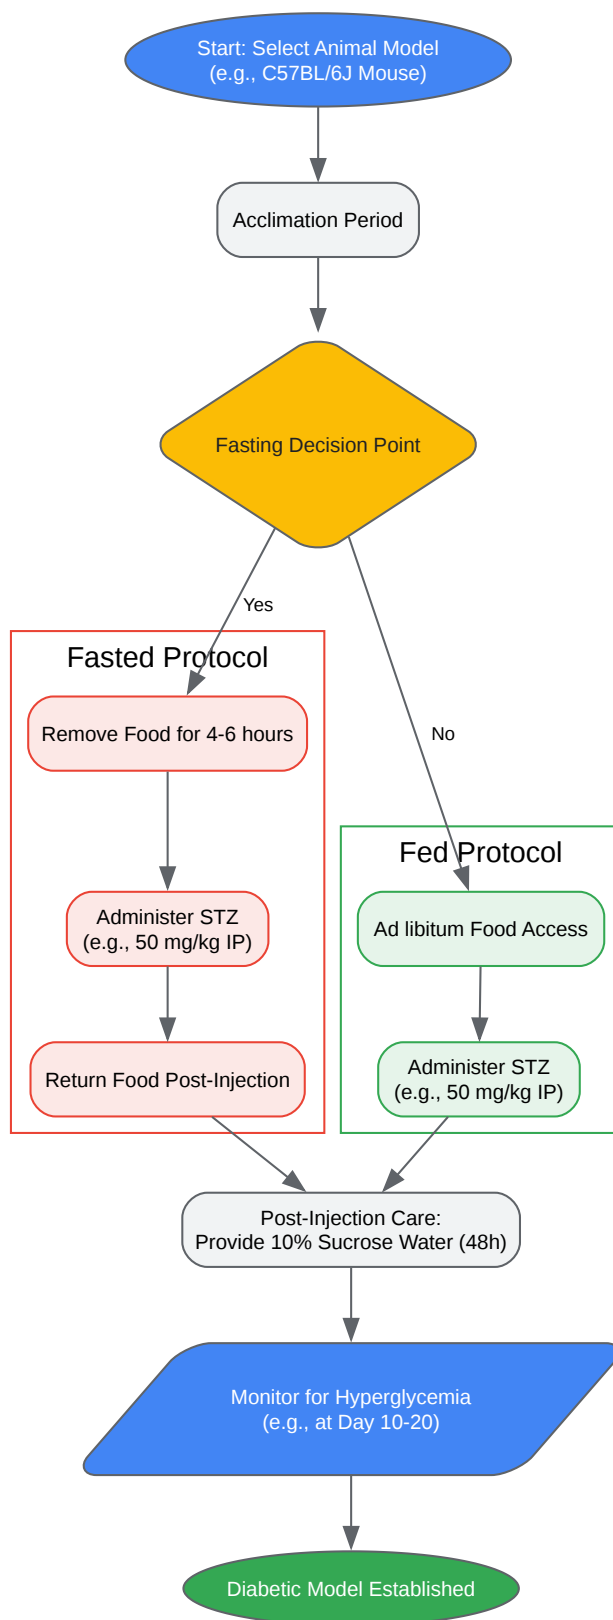 Start: Select Animal Model
(e.g., C57BL/6J Mouse)
Acclimation Period
Fasting Decision Point
Yes
Fasted Protocol
Remove Food for 4-6 hours
Administer STZ
(e.g., 50 mg/kg IP)
Return Food Post-Injection
No
Fed Protocol
Ad libitum Food Access
Administer STZ
(e.g., 50 mg/kg IP)
Post-Injection Care:
Provide 10% Sucrose Water (48h)
Monitor for Hyperglycemia
(e.g., at Day 10-20)
Diabetic Model Established